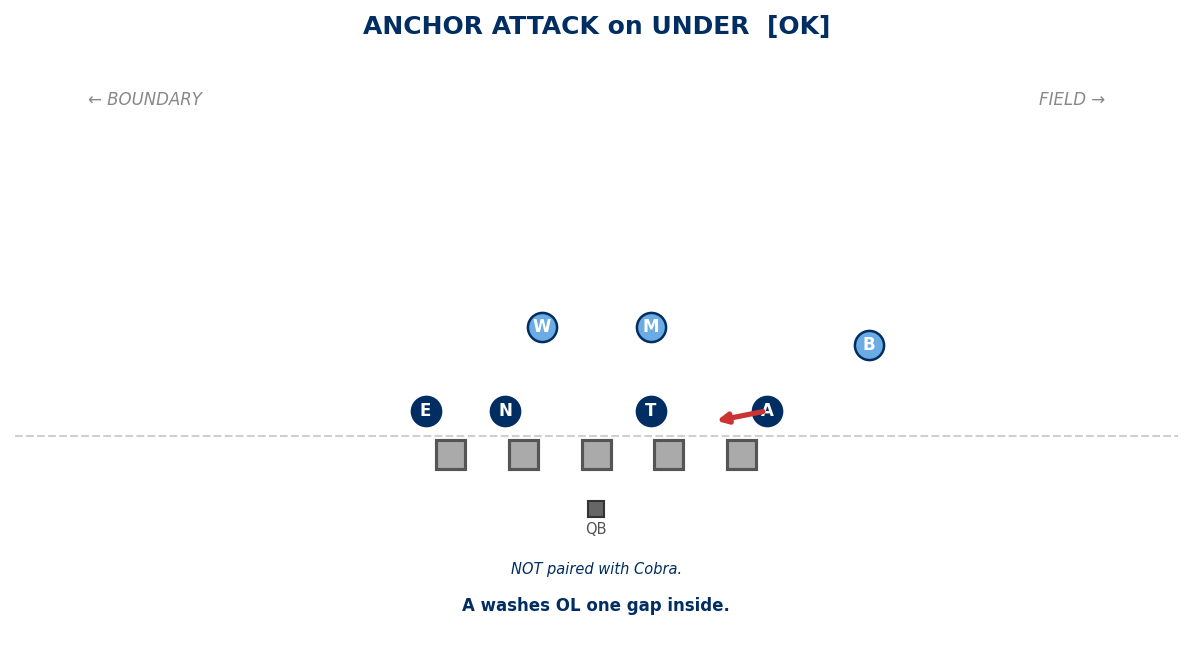 ANCHOR ATTACK on UNDER [OK]
← BOUNDARY
FIELD →
W
M
B
E
N
T
A
QB
NOT paired with Cobra.
A washes OL one gap inside.